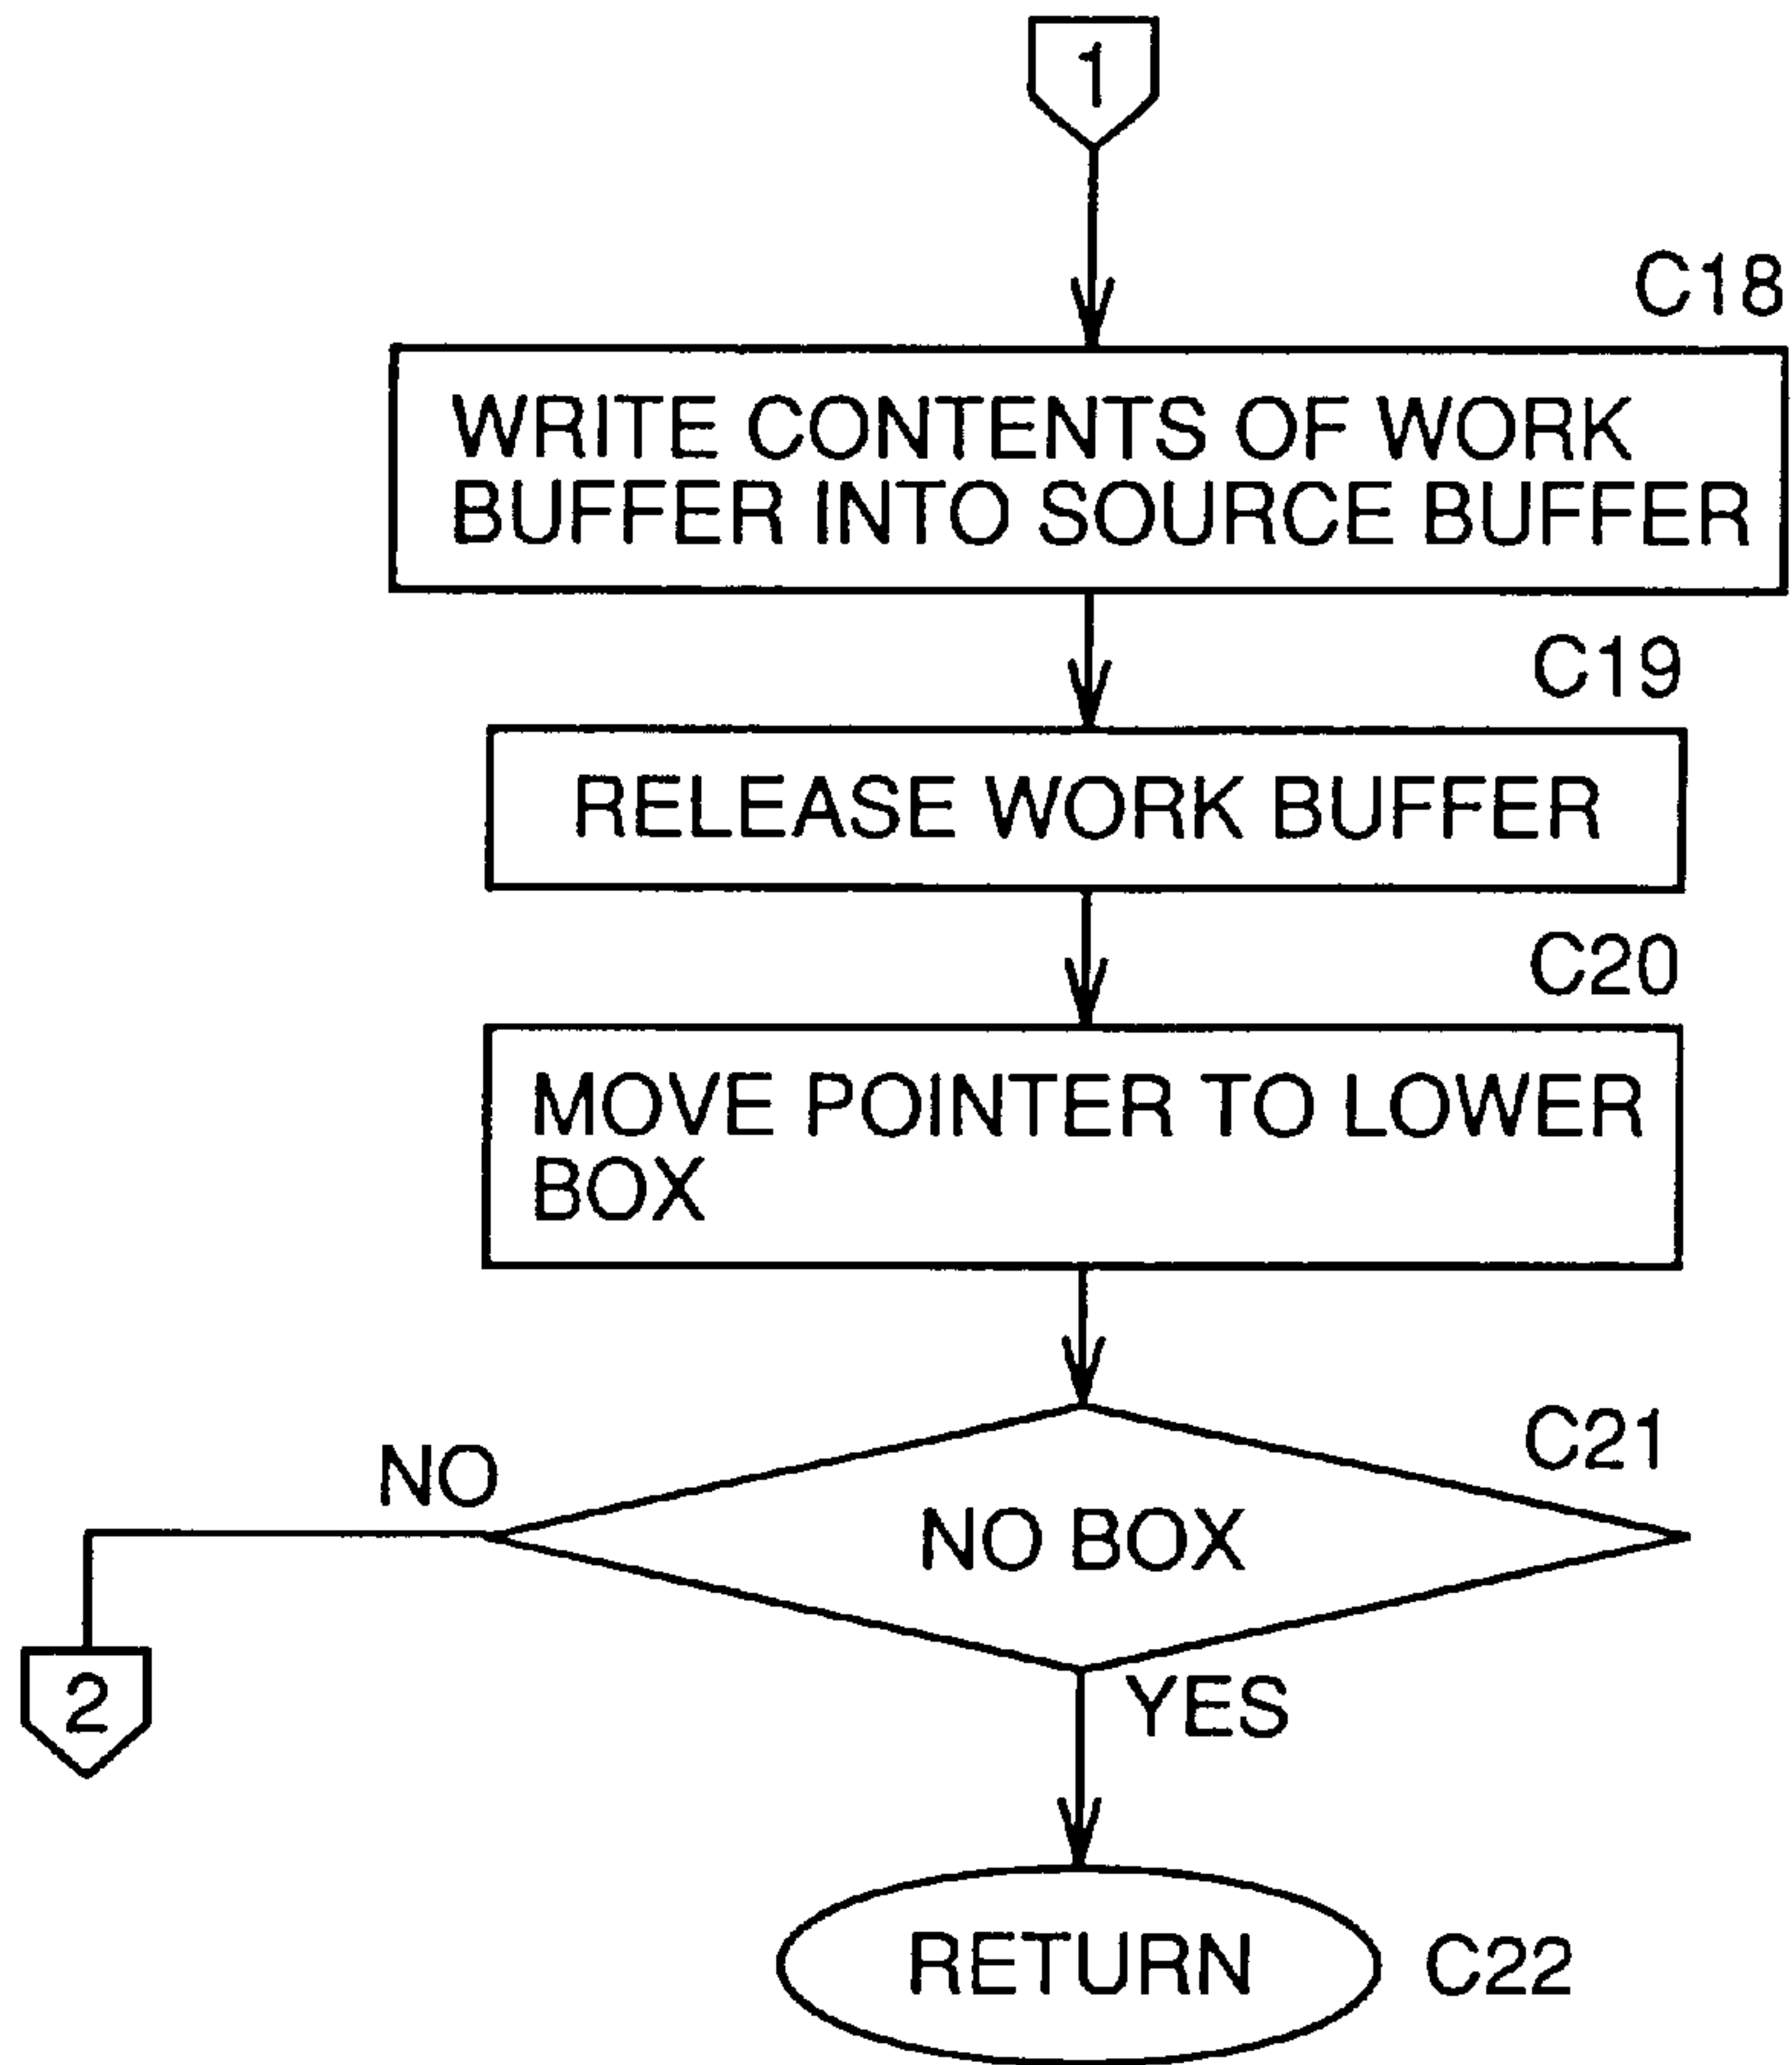 1
C18
WRITE CONTENTS OF WORK
BUFFER INTO SOURCE BUFFER
C19
RELEASE WORK BUFFER
C20
MOVE POINTER TO LOWER
BOX
C21
NO
NO BOX
2
YES
RETURN
C22